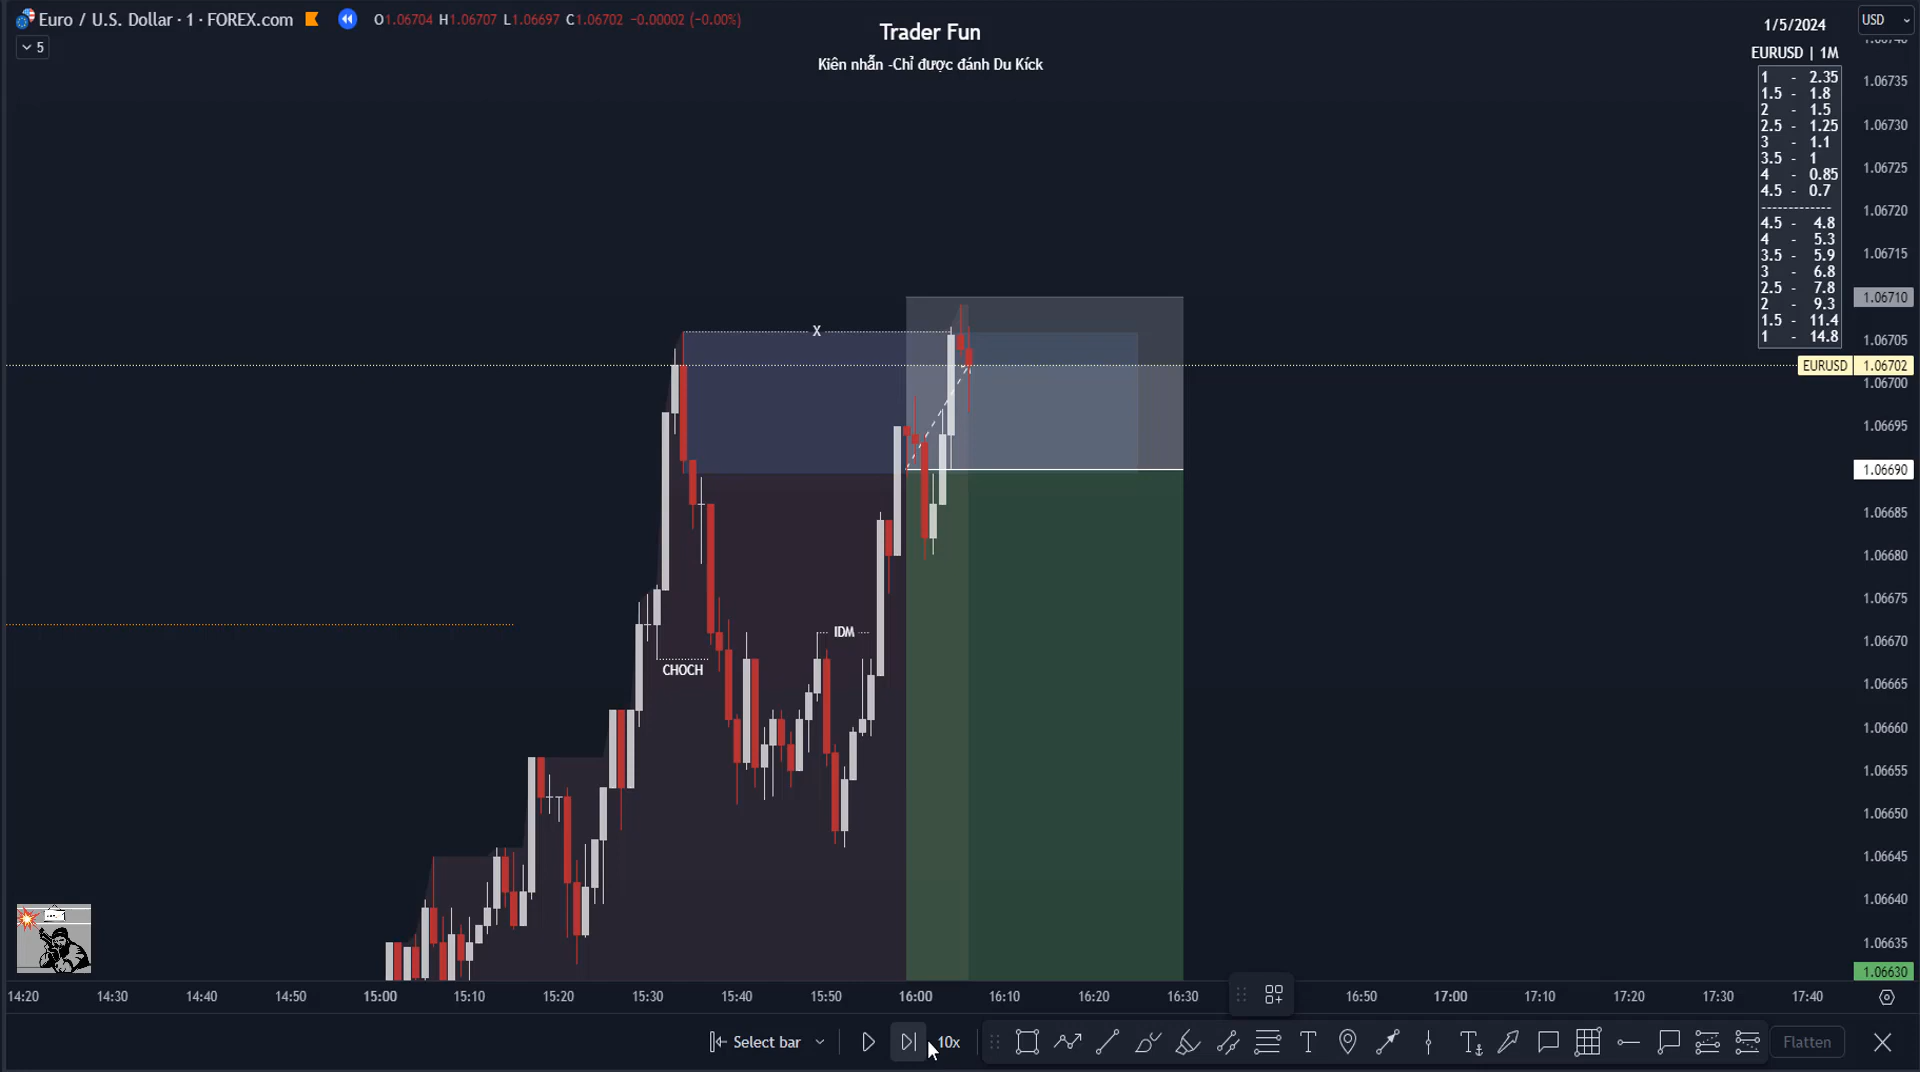 Euro / U.S. Dollar · 1 · FOREX.com
O1.06704 H1.06707 L1.06697 C1.06702 -0.00002 (-0.00%)
5
Trader Fun
Kiên nhẫn -Chỉ được đánh Du Kích
1/5/2024
EURUSD | 1M
1 - 2.35
1.5 - 1.8
2 - 1.5
2.5 - 1.25
3 - 1.1
3.5 - 1
4 - 0.85
4.5 - 0.7
--------------
4.5 - 4.8
4 - 5.3
3.5 - 5.9
3 - 6.8
2.5 - 7.8
2 - 9.3
1.5 - 11.4
1 - 14.8
USD
1.06740
1.06735
1.06730
1.06725
1.06720
1.06715
1.06710
1.06705
EURUSD 1.06702
1.06700
1.06695
1.06690
1.06685
1.06680
1.06675
1.06670
1.06665
1.06660
1.06655
1.06650
1.06645
1.06640
1.06635
1.06630
X
IDM
CHOCH
14:20 14:30 14:40 14:50 15:00 15:10 15:20 15:30 15:40 15:50 16:00 16:10 16:20 16:30 16:50 17:00 17:10 17:20 17:30 17:40
Select bar
10x
Flatten